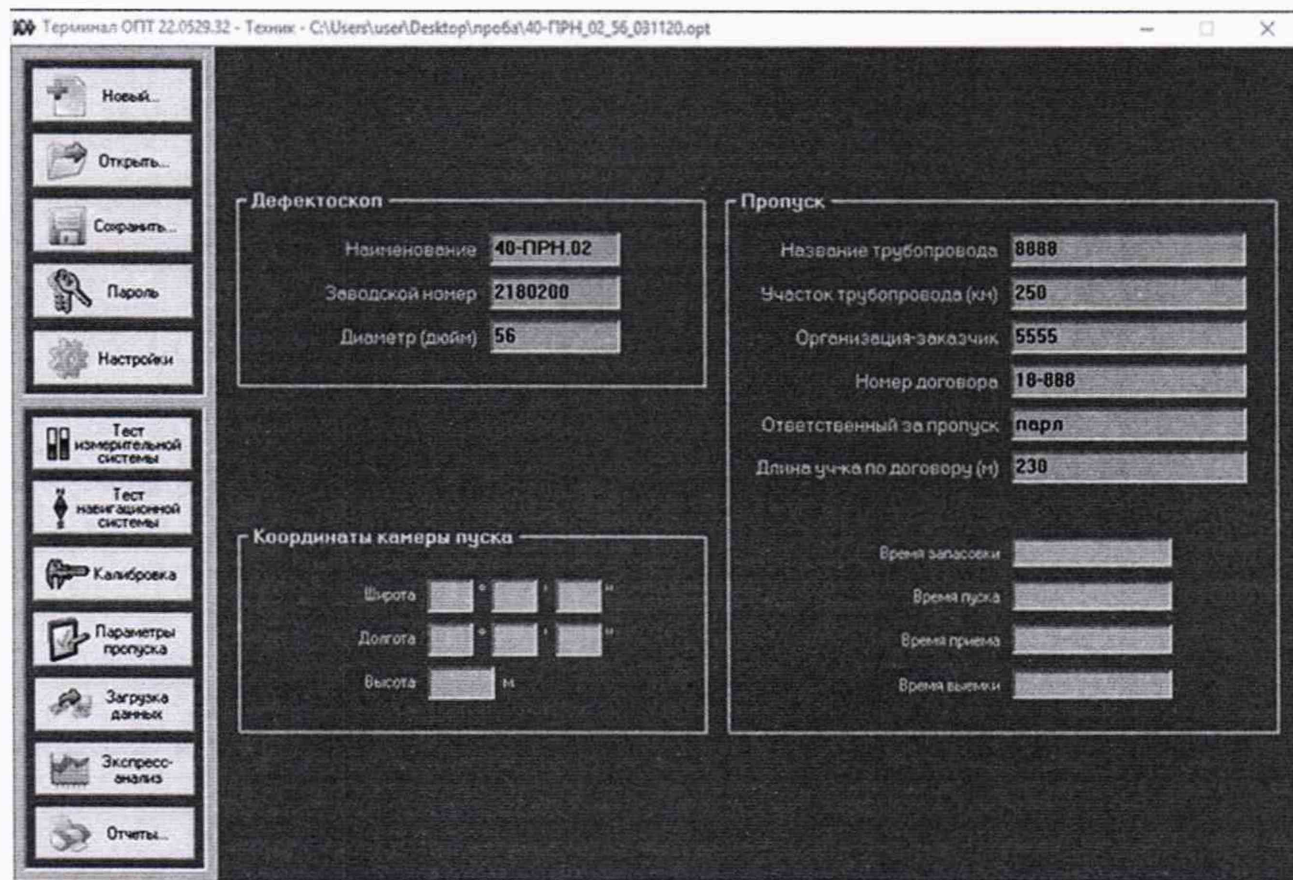 Терминал ОПТ 22.0529.32 - Техник - C:\Users\user\Desktop\проба\40-ПРН_02_56_031120.opt
Новый...
Открыть...
Сохранить...
Пароль
Настройки
Тест
измерительной
системы
Тест
навигационной
системы
Калибровка
Параметры
пропуска
Загрузка
данных
Экспресс-
анализ
Отчеты...
Дефектоскоп
Наименование 40-ПРН.02
Заводской номер 2180200
Диаметр (дюйм) 56
Координаты камеры пуска
Широта ° ' "
Долгота ° ' "
Высота м
Пропуск
Название трубопровода 8888
Участок трубопровода (км) 250
Организация-заказчик 5555
Номер договора 18-888
Ответственный за пропуск парл
Длина уч-ка по договору (м) 230
Время запасовки
Время пуска
Время приема
Время выемки